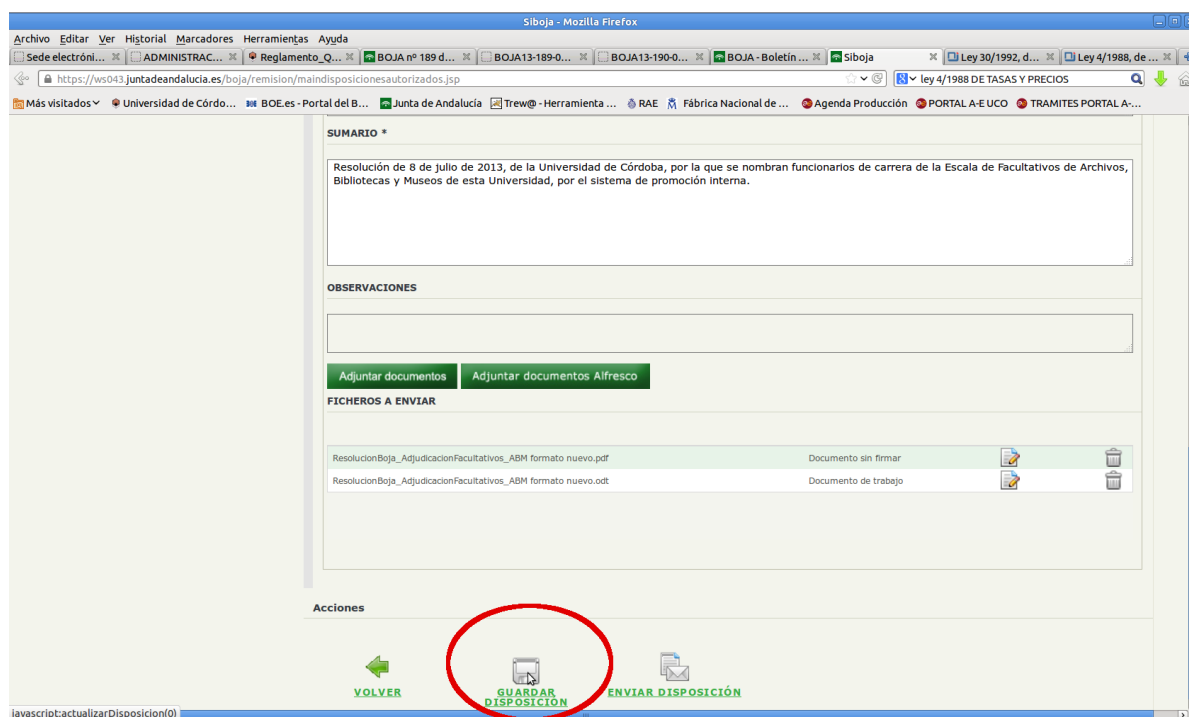 Siboja - Mozilla Firefox
Archivo Editar Ver Historial Marcadores Herramientas Ayuda
Sede electróni... ADMINISTRAC... Reglamento_Q... BOJA nº 189 d... BOJA13-189-0... BOJA13-190-0... BOJA - Boletín ... Siboja Ley 30/1992, d... Ley 4/1988, de ...
https://ws043.juntadeandalucia.es/boja/remision/maindisposicionesautorizados.jsp ley 4/1988 DE TASAS Y PRECIOS
Más visitados Universidad de Córdo... BOE.es - Portal del B... Junta de Andalucía Trew@ - Herramienta ... RAE Fábrica Nacional de ... Agenda Producción PORTAL A-E UCO TRAMITES PORTAL A-...
SUMARIO *
Resolución de 8 de julio de 2013, de la Universidad de Córdoba, por la que se nombran funcionarios de carrera de la Escala de Facultativos de Archivos,
Bibliotecas y Museos de esta Universidad, por el sistema de promoción interna.
OBSERVACIONES
Adjuntar documentos Adjuntar documentos Alfresco
FICHEROS A ENVIAR
ResolucionBoja_AdjudicacionFacultativos_ABM formato nuevo.pdf Documento sin firmar
ResolucionBoja_AdjudicacionFacultativos_ABM formato nuevo.odt Documento de trabajo
Acciones
VOLVER GUARDAR DISPOSICIÓN ENVIAR DISPOSICIÓN
javascript:actualizarDisposicion(0)